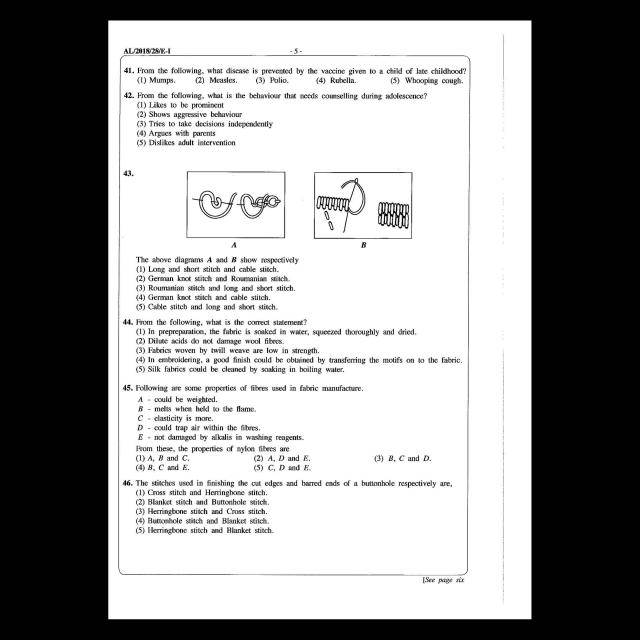 AL/2018/28/E-I
- 5 -
41. From the following, what disease is prevented by the vaccine given to a child of late childhood?
(1) Mumps. (2) Measles. (3) Polio. (4) Rubella. (5) Whooping cough.
42. From the following, what is the behaviour that needs counselling during adolescence?
(1) Likes to be prominent
(2) Shows aggressive behaviour
(3) Tries to take decisions independently
(4) Argues with parents
(5) Dislikes adult intervention
43.
A B
The above diagrams A and B show respectively
(1) Long and short stitch and cable stitch.
(2) German knot stitch and Roumanian stitch.
(3) Roumanian stitch and long and short stitch.
(4) German knot stitch and cable stitch.
(5) Cable stitch and long and short stitch.
44. From the following, what is the correct statement?
(1) In prepreparation, the fabric is soaked in water, squeezed thoroughly and dried.
(2) Dilute acids do not damage wool fibres.
(3) Fabrics woven by twill weave are low in strength.
(4) In embroidering, a good finish could be obtained by transferring the motifs on to the fabric.
(5) Silk fabrics could be cleaned by soaking in boiling water.
45. Following are some properties of fibres used in fabric manufacture.
A - could be weighted.
B - melts when held to the flame.
C - elasticity is more.
D - could trap air within the fibres.
E - not damaged by alkalis in washing reagents.
From these, the properties of nylon fibres are
(1) A, B and C. (2) A, D and E. (3) B, C and D.
(4) B, C and E. (5) C, D and E.
46. The stitches used in finishing the cut edges and barred ends of a buttonhole respectively are,
(1) Cross stitch and Herringbone stitch.
(2) Blanket stitch and Buttonhole stitch.
(3) Herringbone stitch and Cross stitch.
(4) Buttonhole stitch and Blanket stitch.
(5) Herringbone stitch and Blanket stitch.
[See page six